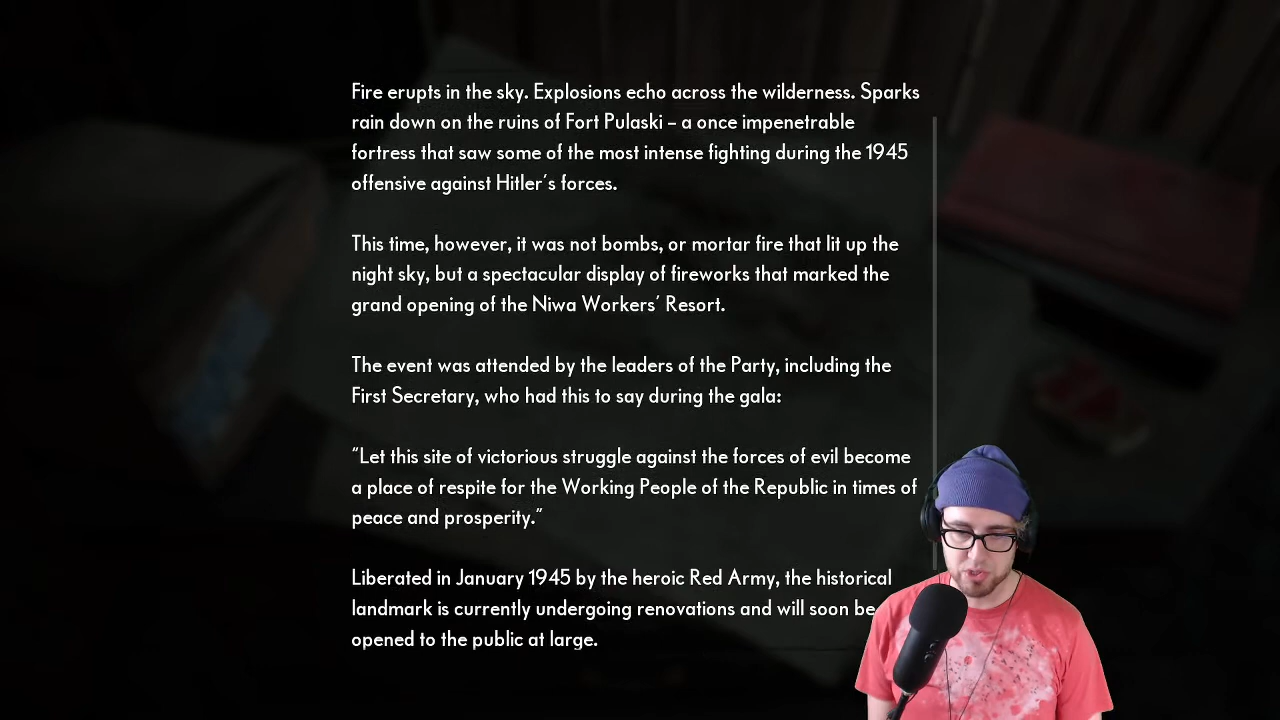 Fire erupts in the sky. Explosions echo across the wilderness. Sparks
rain down on the ruins of Fort Pulaski – a once impenetrable
fortress that saw some of the most intense fighting during the 1945
offensive against Hitler's forces.
This time, however, it was not bombs, or mortar fire that lit up the
night sky, but a spectacular display of fireworks that marked the
grand opening of the Niwa Workers' Resort.
The event was attended by the leaders of the Party, including the
First Secretary, who had this to say during the gala:
"Let this site of victorious struggle against the forces of evil become
a place of respite for the Working People of the Republic in times of
peace and prosperity."
Liberated in January 1945 by the heroic Red Army, the historical
landmark is currently undergoing renovations and will soon be
opened to the public at large.